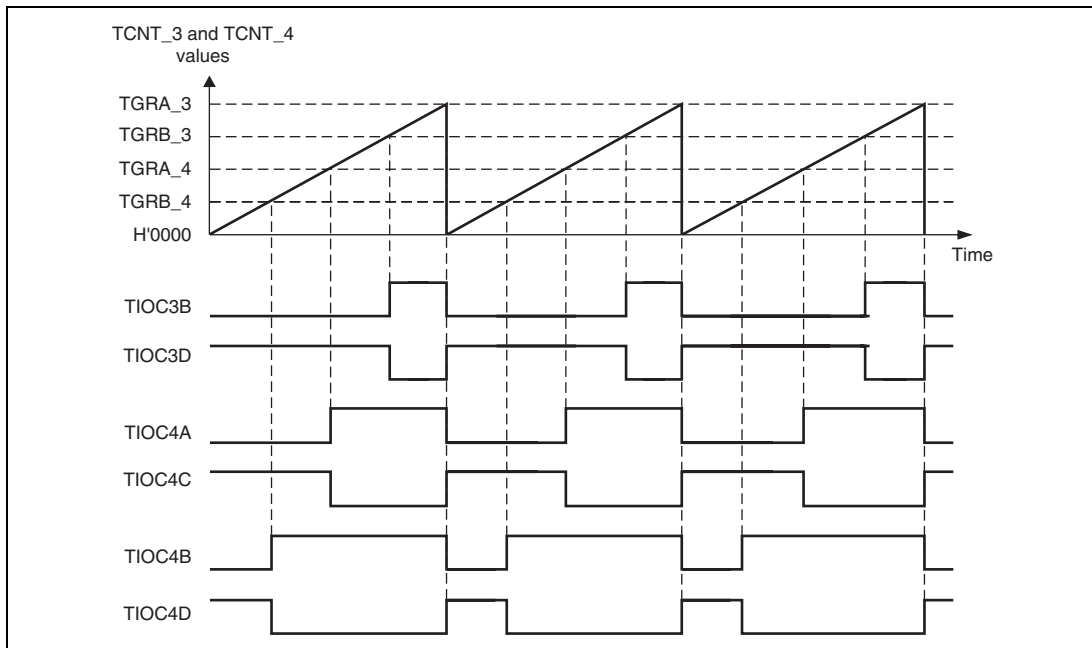 TCNT_3 and TCNT_4
values
TGRA_3
TGRB_3
TGRA_4
TGRB_4
H'0000
Time
TIOC3B
TIOC3D
TIOC4A
TIOC4C
TIOC4B
TIOC4D